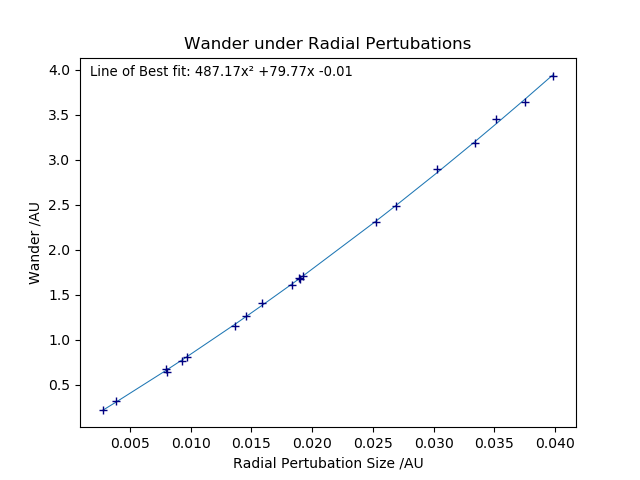 Wander under Radial Pertubations
Line of Best fit: 487.17x² +79.77x -0.01
Wander /AU
4.0
3.5
3.0
2.5
2.0
1.5
1.0
0.5
0.005 0.010 0.015 0.020 0.025 0.030 0.035 0.040
Radial Pertubation Size /AU